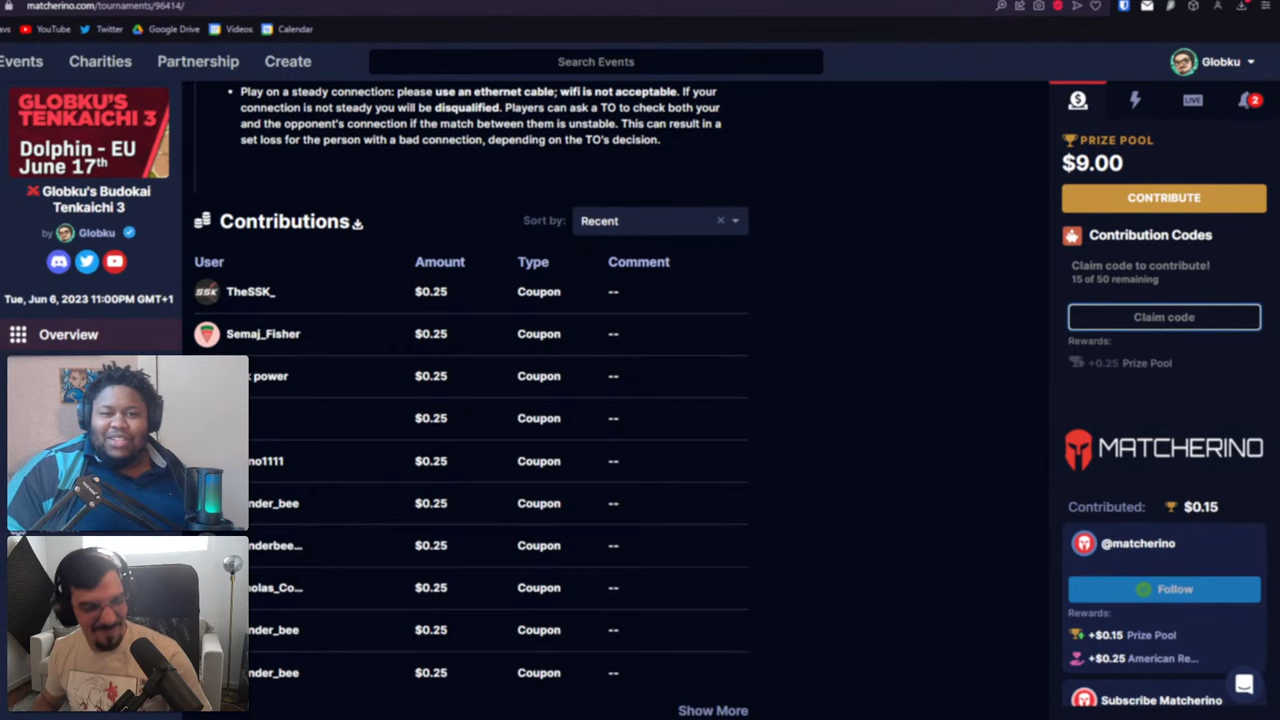 matcherino.com/tournaments/96414/
YouTube
Twitter
Google Drive
Videos
Calendar
Events
Charities
Partnership
Create
Search Events
Globku
GLOBKU'S
TENKAICHI 3
Dolphin - EU
June 17th
Globku's Budokai
Tenkaichi 3
by Globku
Tue, Jun 6, 2023 11:00PM GMT+1
Overview
• Play on a steady connection: please use an ethernet cable; wifi is not acceptable. If your
connection is not steady you will be disqualified. Players can ask a TO to check both your
and the opponent's connection if the match between them is unstable. This can result in a
set loss for the person with a bad connection, depending on the TO's decision.
Contributions
Sort by:
Recent
User Amount Type Comment
SSK TheSSK_ $0.25 Coupon --
Semaj_Fisher $0.25 Coupon --
power $0.25 Coupon --
$0.25 Coupon --
no1111 $0.25 Coupon --
nder_bee $0.25 Coupon --
nderbee... $0.25 Coupon --
holas_Co... $0.25 Coupon --
nder_bee $0.25 Coupon --
nder_bee $0.25 Coupon --
Show More
LIVE
2
PRIZE POOL
$9.00
CONTRIBUTE
Contribution Codes
Claim code to contribute!
15 of 50 remaining
Claim code
Rewards:
+0.25 Prize Pool
MATCHERINO
Contributed: $0.15
@matcherino
Follow
Rewards:
+$0.15 Prize Pool
+$0.25 American Re...
Subscribe Matcherino